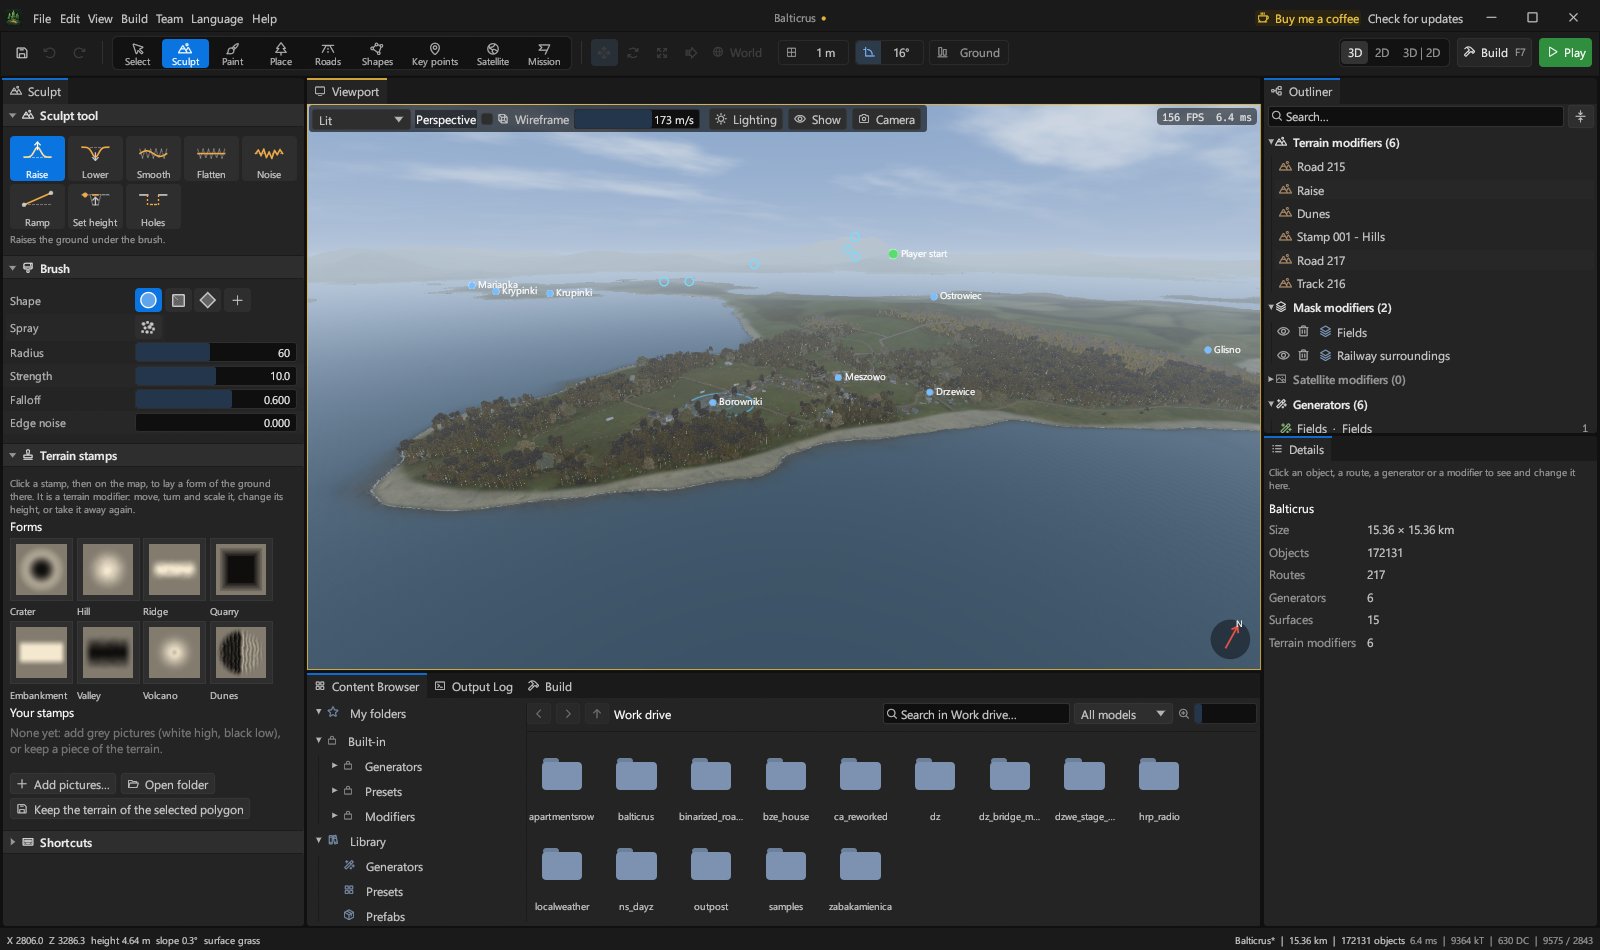 File Edit View Build Team Language Help
Balticrus
Buy me a coffee Check for updates
Select Sculpt Paint Place Roads Shapes Key points Satellite Mission
World 1 m 16° Ground
3D 2D 3D | 2D Build F7 Play
Sculpt
Sculpt tool
Raise Lower Smooth Flatten Noise
Ramp Set height Holes
Raises the ground under the brush.
Brush
Shape
Spray
Radius 60
Strength 10.0
Falloff 0.600
Edge noise 0.000
Terrain stamps
Click a stamp, then on the map, to lay a form of the ground
there. It is a terrain modifier: move, turn and scale it, change its
height, or take it away again.
Forms
Crater Hill Ridge Quarry
Embankment Valley Volcano Dunes
Your stamps
None yet: add grey pictures (white high, black low),
or keep a piece of the terrain.
Add pictures... Open folder
Keep the terrain of the selected polygon
Shortcuts
Viewport
Lit Perspective Wireframe 173 m/s Lighting Show Camera
156 FPS 6.4 ms
Player start
Marianka
Krypinki
Krupinki
Ostrowiec
Glisno
Meszowo
Drzewice
Borowniki
N
Content Browser Output Log Build
My folders
Built-in
Generators
Presets
Modifiers
Library
Generators
Presets
Prefabs
Work drive
Search in Work drive... All models
apartmentsrow balticrus binarized_roa... bze_house ca_reworked dz dz_bridge_m... dzwe_stage_... hrp_radio
localweather ns_dayz outpost samples zabakamienica
Outliner
Search...
Terrain modifiers (6)
Road 215
Raise
Dunes
Stamp 001 - Hills
Road 217
Track 216
Mask modifiers (2)
Fields
Railway surroundings
Satellite modifiers (0)
Generators (6)
Fields · Fields 1
Details
Click an object, a route, a generator or a modifier to see and change it
here.
Balticrus
Size 15.36 × 15.36 km
Objects 172131
Routes 217
Generators 6
Surfaces 15
Terrain modifiers 6
X 2806.0 Z 3286.3 height 4.64 m slope 0.3° surface grass
Balticrus* | 15.36 km | 172131 objects 6.4 ms | 9364 kT | 630 DC | 9575 / 2843